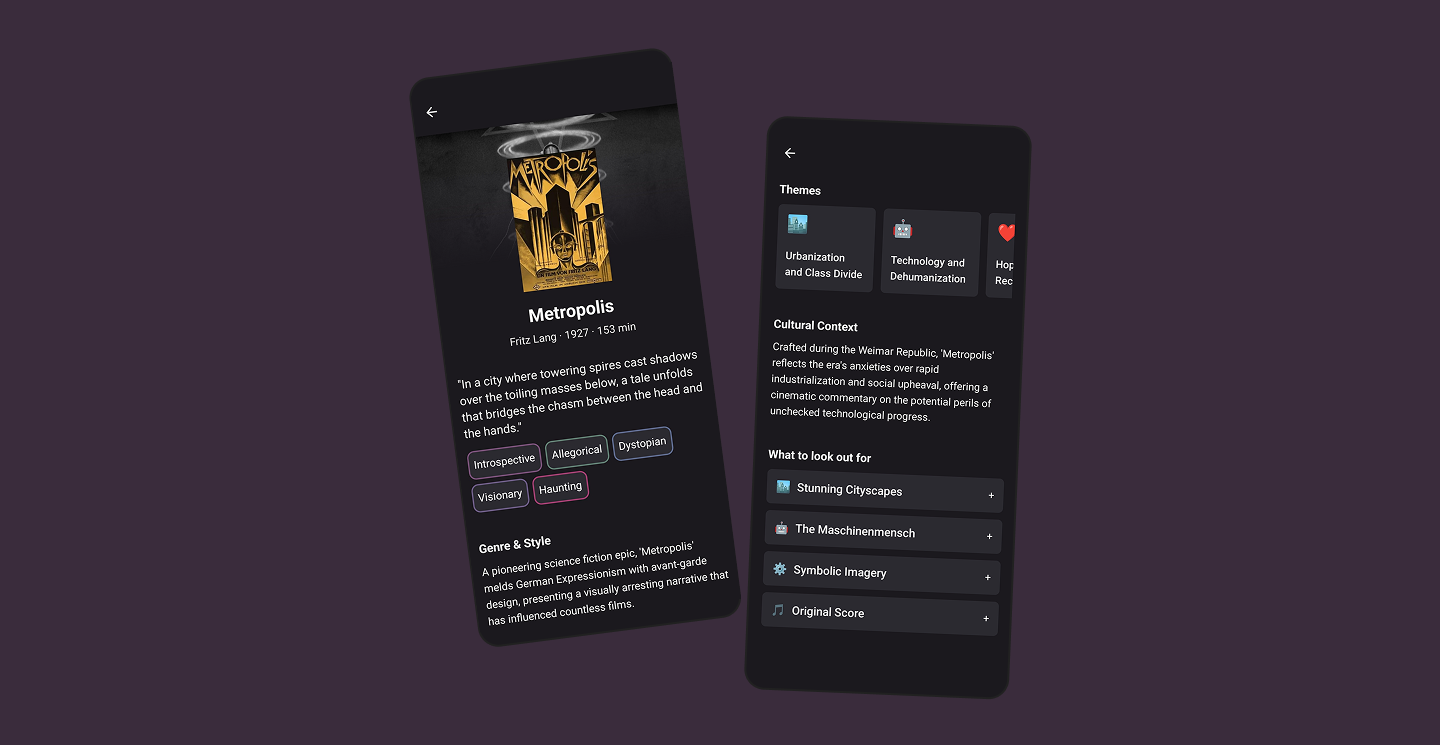 METROPOLIS
EIN FILM VON FRITZ LANG
Metropolis
Fritz Lang · 1927 · 153 min
"In a city where towering spires cast shadows
over the toiling masses below, a tale unfolds
that bridges the chasm between the head and
the hands."
Introspective
Allegorical
Dystopian
Visionary
Haunting
Genre & Style
A pioneering science fiction epic, 'Metropolis'
melds German Expressionism with avant-garde
design, presenting a visually arresting narrative that
has influenced countless films.
Themes
Urbanization
and Class Divide
Technology and
Dehumanization
Hop
Rec
Cultural Context
Crafted during the Weimar Republic, 'Metropolis'
reflects the era's anxieties over rapid
industrialization and social upheaval, offering a
cinematic commentary on the potential perils of
unchecked technological progress.
What to look out for
Stunning Cityscapes +
The Maschinenmensch +
Symbolic Imagery +
Original Score +